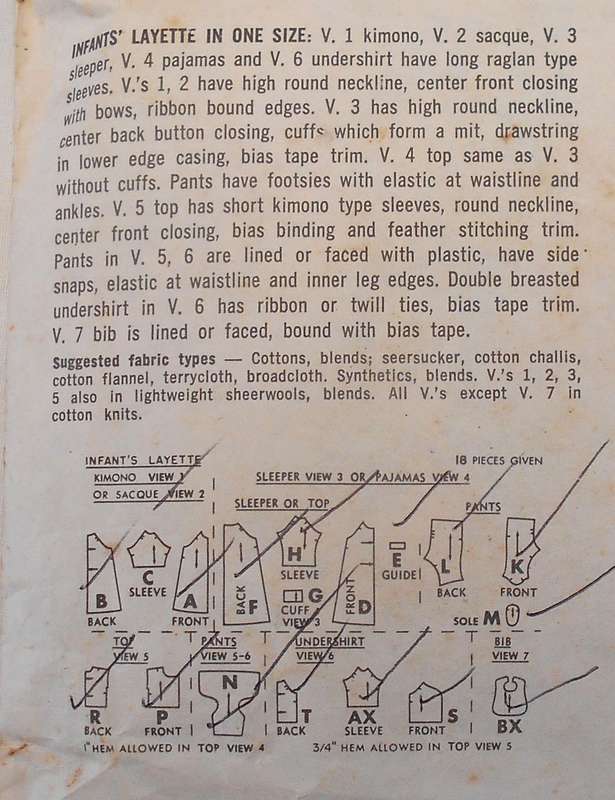 INFANTS' LAYETTE IN ONE SIZE: V. 1 kimono, V. 2 sacque, V. 3
sleeper, V. 4 pajamas and V. 6 undershirt have long raglan type
sleeves. V.'s 1, 2 have high round neckline, center front closing
with bows, ribbon bound edges. V. 3 has high round neckline,
center back button closing, cuffs which form a mit, drawstring
in lower edge casing, bias tape trim. V. 4 top same as V. 3
without cuffs. Pants have footsies with elastic at waistline and
ankles. V. 5 top has short kimono type sleeves, round neckline,
center front closing, bias binding and feather stitching trim.
Pants in V. 5, 6 are lined or faced with plastic, have side
snaps, elastic at waistline and inner leg edges. Double breasted
undershirt in V. 6 has ribbon or twill ties, bias tape trim.
V. 7 bib is lined or faced, bound with bias tape.
Suggested fabric types — Cottons, blends; seersucker, cotton challis,
cotton flannel, terrycloth, broadcloth. Synthetics, blends. V.'s 1, 2, 3,
5 also in lightweight sheerwools, blends. All V.'s except V. 7 in
cotton knits.
INFANT'S LAYETTE
18 PIECES GIVEN
KIMONO VIEW 1
OR SACQUE VIEW 2
SLEEPER VIEW 3 OR PAJAMAS VIEW 4
SLEEPER OR TOP
PANTS
B
BACK
C
SLEEVE
A
FRONT
BACK
F
H
SLEEVE
G
CUFF
VIEW 3
FRONT
D
E
GUIDE
L
BACK
K
FRONT
SOLE M
TOP
VIEW 5
PANTS
VIEW 5-6
UNDERSHIRT
VIEW 6
BIB
VIEW 7
R
BACK
P
FRONT
N
T
BACK
AX
SLEEVE
S
FRONT
BX
1" HEM ALLOWED IN TOP VIEW 4
3/4" HEM ALLOWED IN TOP VIEW 5